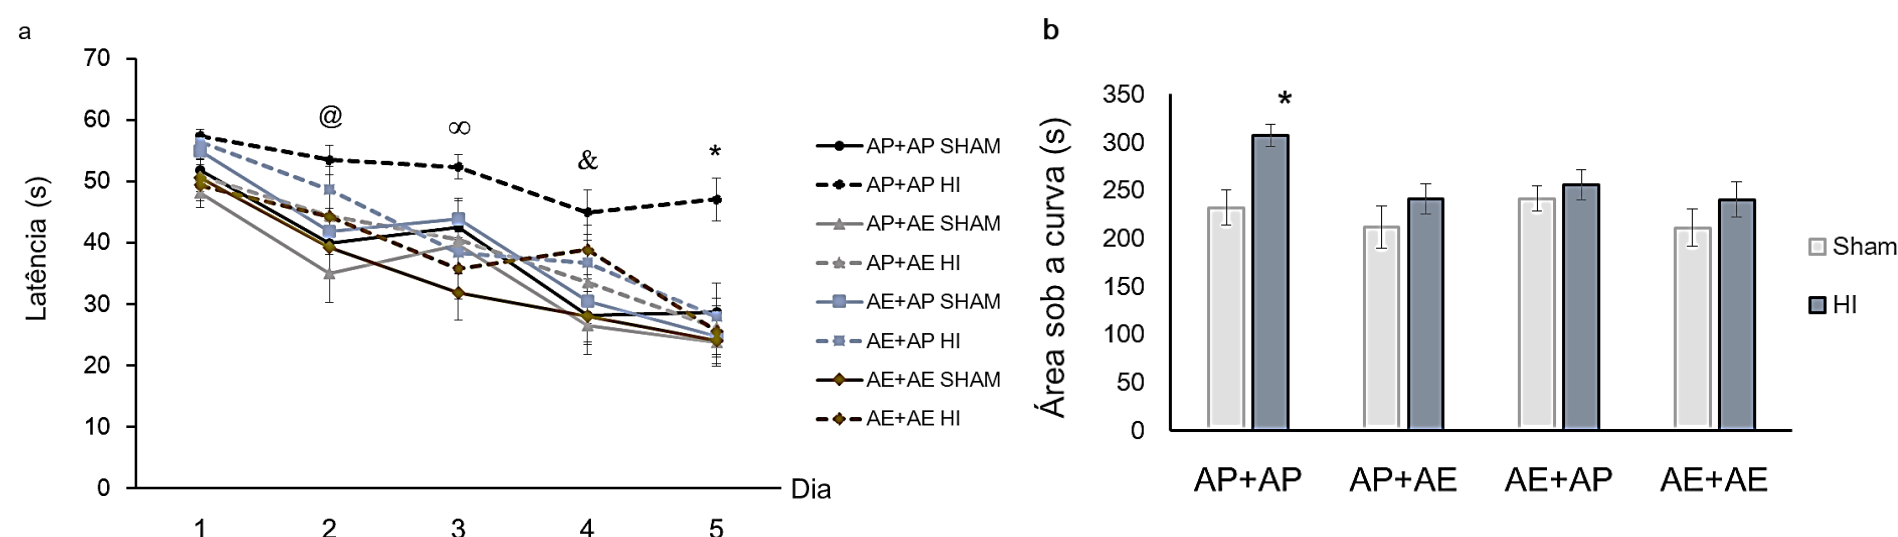 a
70
60
50
40
30
20
10
0
Latência (s)
@
∞
&
*
Dia
1 2 3 4 5
AP+AP SHAM
AP+AP HI
AP+AE SHAM
AP+AE HI
AE+AP SHAM
AE+AP HI
AE+AE SHAM
AE+AE HI
b
350
300
250
200
150
100
50
0
Área sob a curva (s)
*
AP+AP AP+AE AE+AP AE+AE
Sham
HI